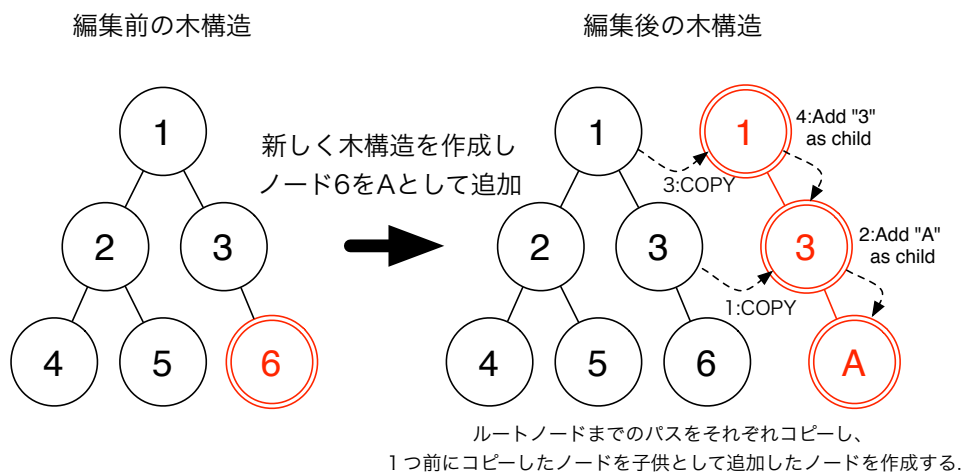 編集前の木構造
編集後の木構造
1
2
3
4
5
6
新しく木構造を作成し
ノード6をAとして追加
1
2
3
4
5
6
1
3
A
3:COPY
4:Add "3"
as child
1:COPY
2:Add "A"
as child
ルートノードまでのパスをそれぞれコピーし、
1つ前にコピーしたノードを子供として追加したノードを作成する.